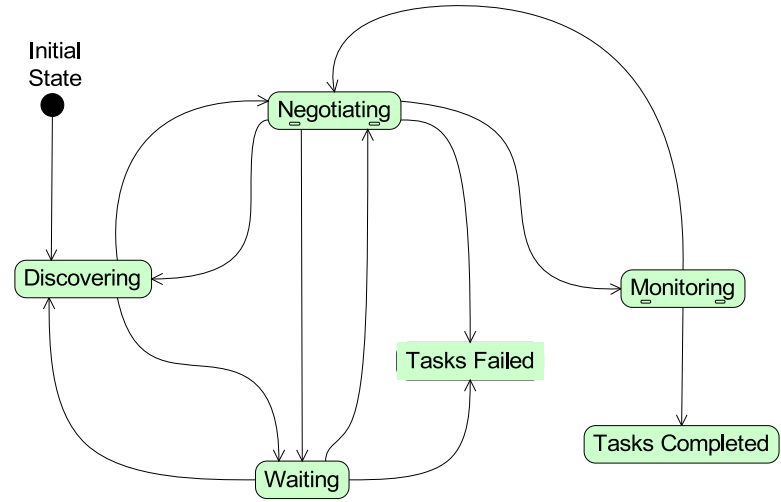 Initial
State
Negotiating
Discovering
Monitoring
Tasks Failed
Tasks Completed
Waiting